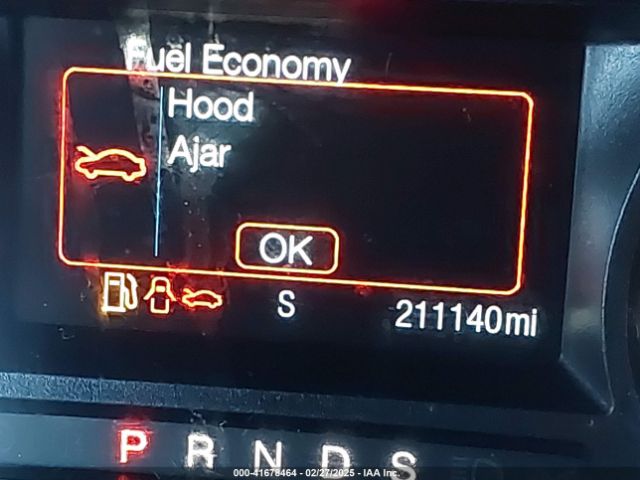 Fuel Economy
Hood
Ajar
OK
S 211140mi
P R N D S
000-41678464 - 02/27/2025 - IAA Inc.